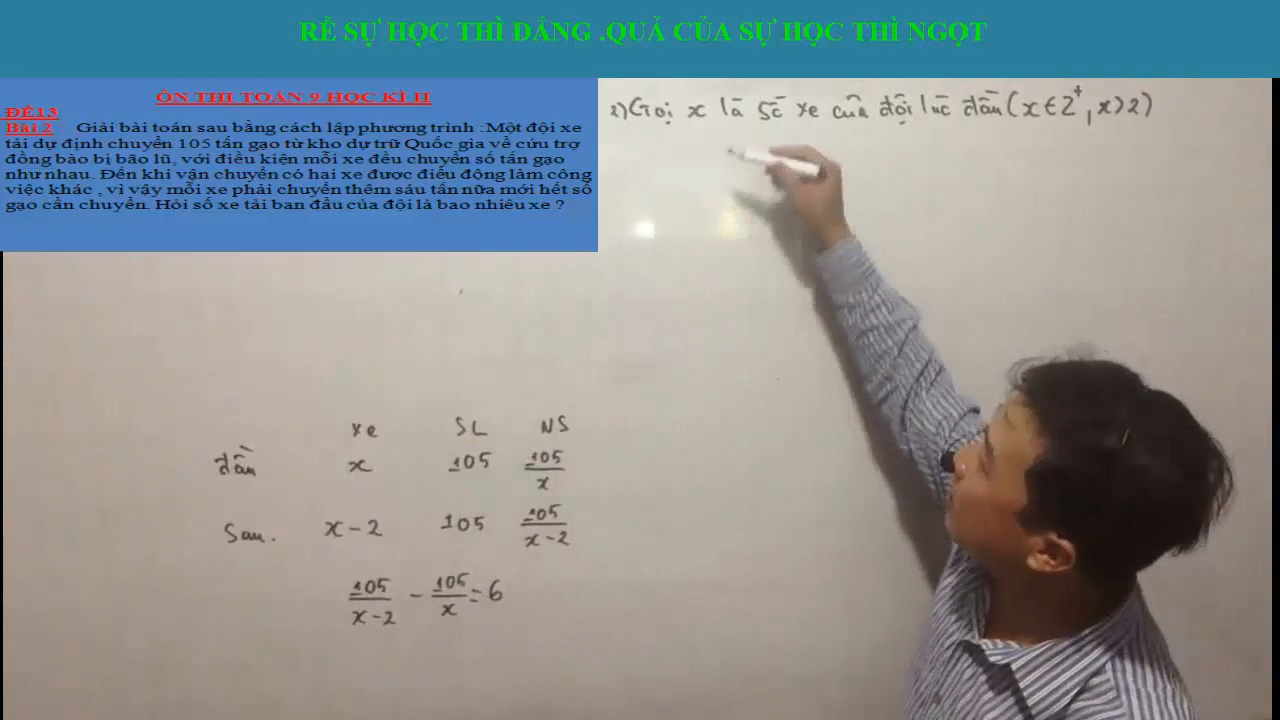 RỄ SỰ HỌC THÌ ĐẮNG .QUẢ CỦA SỰ HỌC THÌ NGỌT
ÔN THI TOÁN 9 HỌC KÌ II
ĐỀ13
Bài 2 Giải bài toán sau bằng cách lập phương trình :Một đội xe
tải dự định chuyển 105 tấn gạo từ kho dự trữ Quốc gia về cứu trợ
đồng bào bị bão lũ, với điều kiện mỗi xe đều chuyển số tấn gạo
như nhau. Đến khi vận chuyển có hai xe được điều động làm công
việc khác , vì vậy mỗi xe phải chuyển thêm sáu tấn nữa mới hết số
gạo cần chuyển. Hỏi số xe tải ban đầu của đội là bao nhiêu xe ?
2) Gọi x là số xe của đội lúc đầu (x ∈ Z⁺, x > 2)
xe SL NS
đầu x 105 105/x
Sau. x-2 105 105/x-2
105/x-2 - 105/x = 6